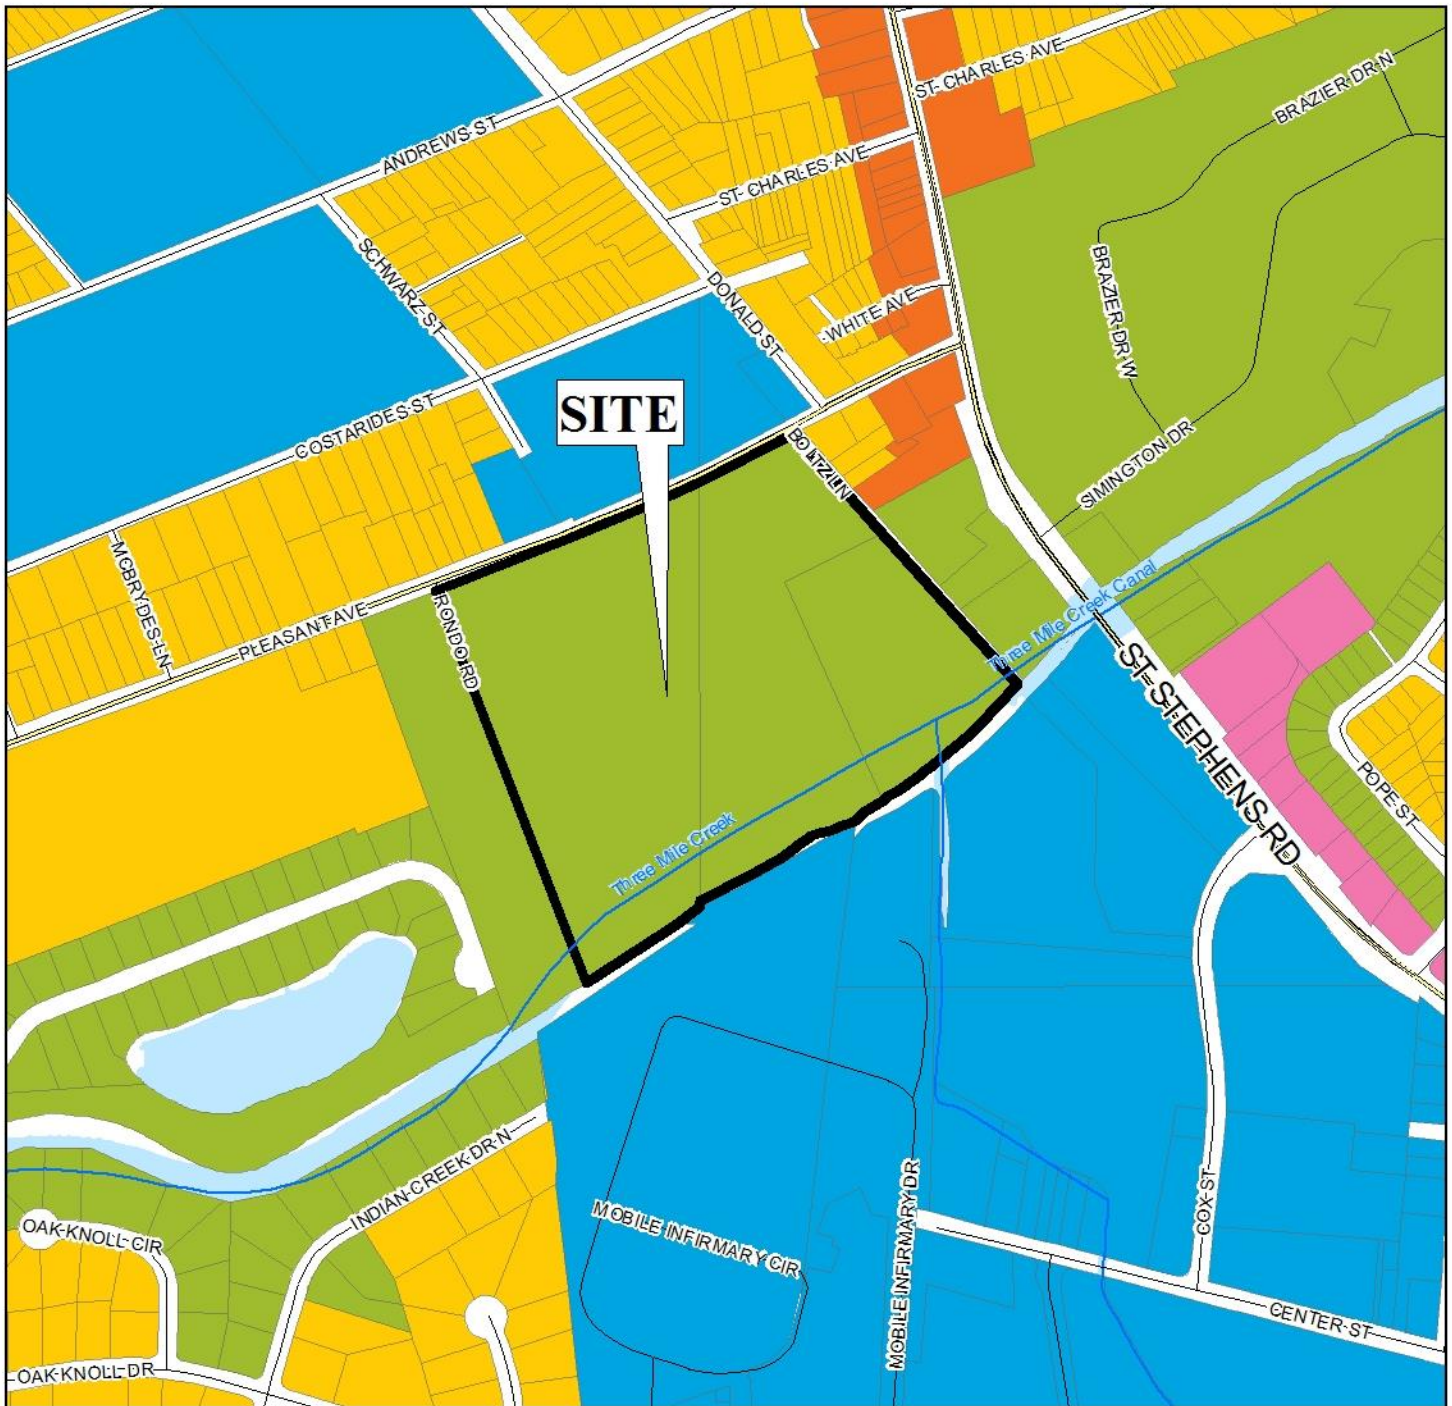 ST- CHARLES AVE
BRAZIER DR N
ANDREWS ST
ST- CHARLES AVE
SCHWARZ ST
BRAZIER DR W
DONALD ST
WHITE AVE
SITE
COSTARIDES ST
BOLTZ LN
SIMINGTON DR
MCBRYDES LN
Three Mile Creek Canal
PLEASANT AVE
RONDO RD
ST STEPHENS RD
POPE ST
Three Mile Creek
INDIAN CREEK DR N
MOBILE INFIRMARY DR
COX ST
OAK KNOLL CIR
MOBILE INFIRMARY CIR
CENTER ST
OAK KNOLL DR